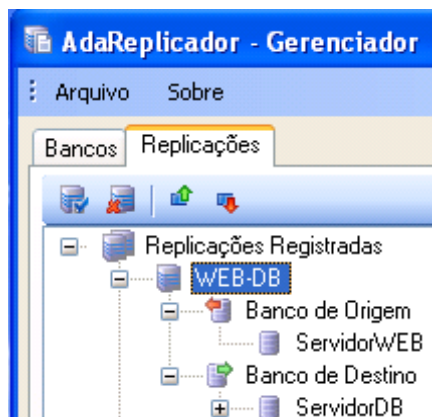 AdaReplicador - Gerenciador
Arquivo Sobre
Bancos Replicações
Replicações Registradas
WEB-DB
Banco de Origem
ServidorWEB
Banco de Destino
ServidorDB